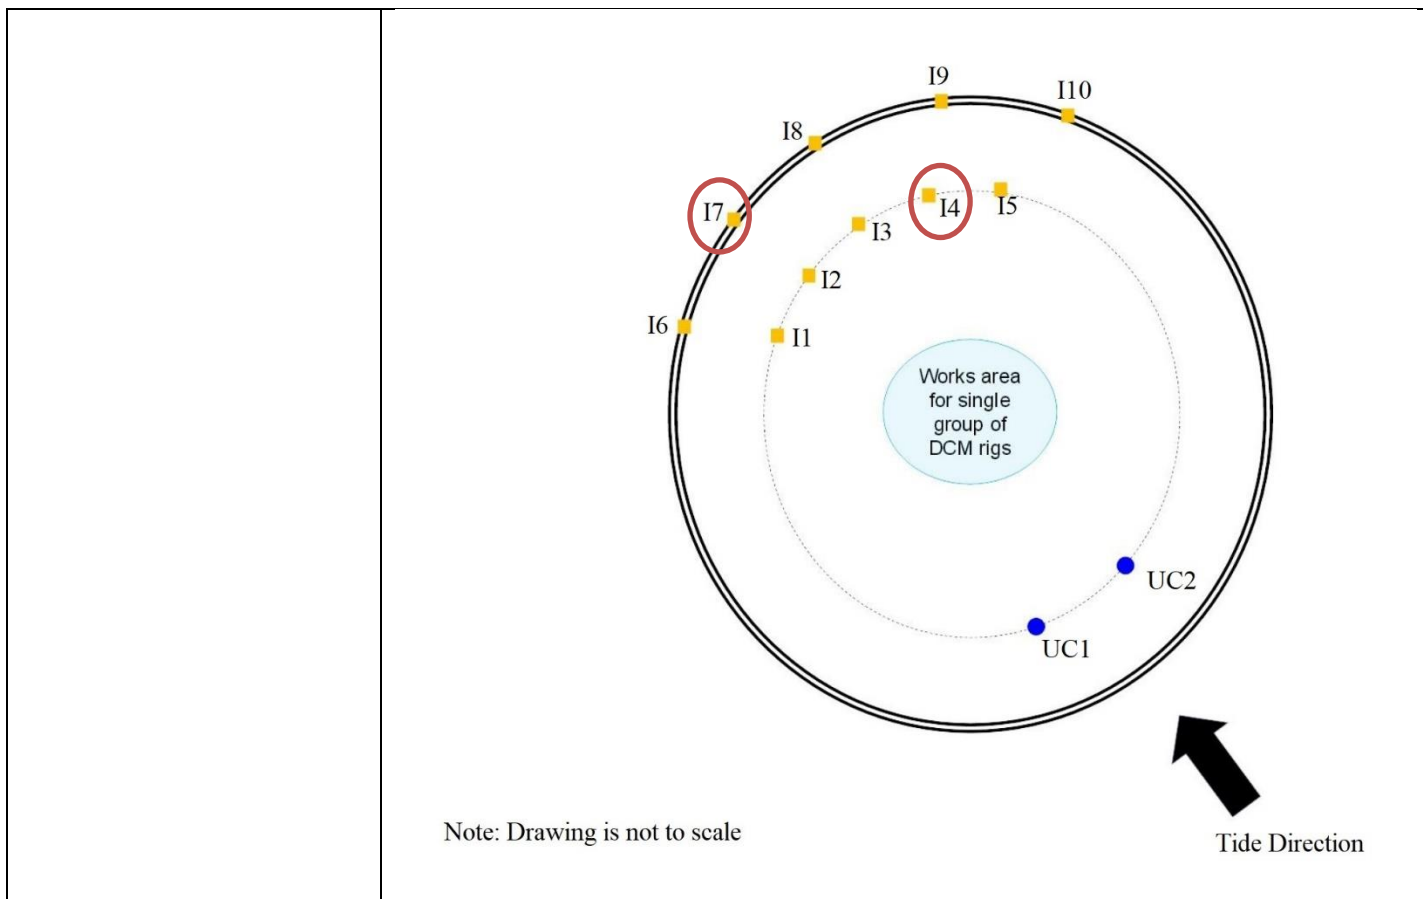 I9
I10
I8
I7
I4
I5
I3
I2
I6
I1
Works area
for single
group of
DCM rigs
UC2
UC1
Note: Drawing is not to scale
Tide Direction